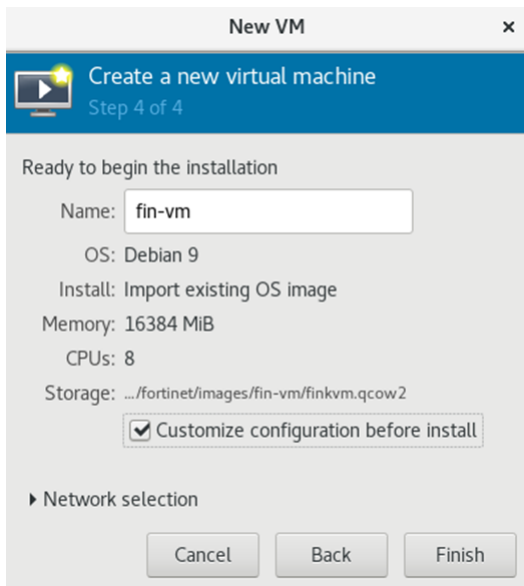 New VM
Create a new virtual machine
Step 4 of 4
Ready to begin the installation
Name: fin-vm
OS: Debian 9
Install: Import existing OS image
Memory: 16384 MiB
CPUs: 8
Storage: .../fortinet/images/fin-vm/finkvm.qcow2
Customize configuration before install
Network selection
Cancel Back Finish